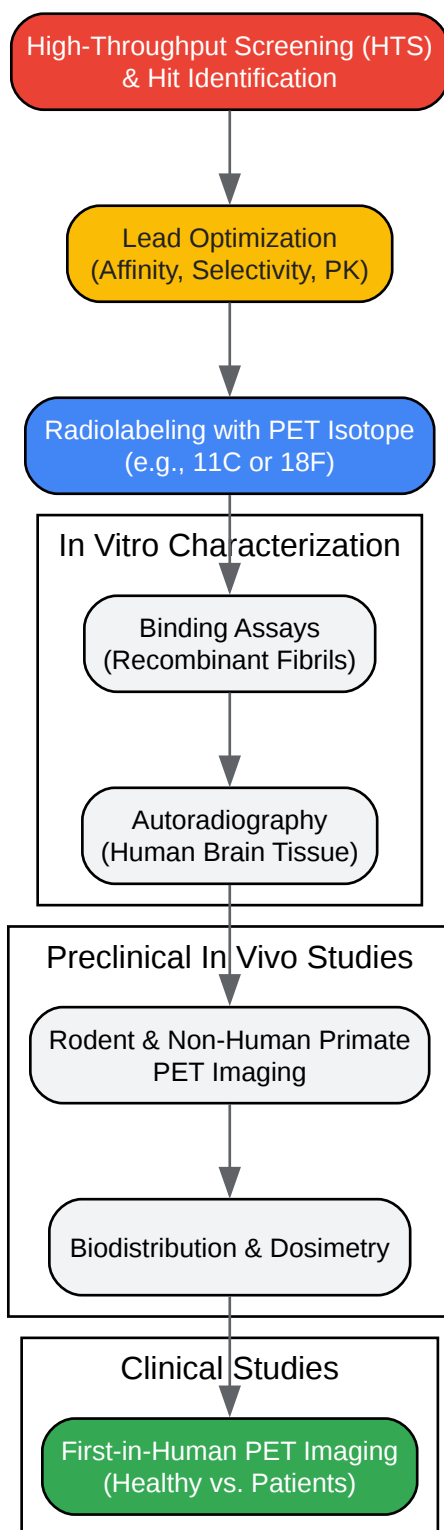 High-Throughput Screening (HTS)
& Hit Identification
Lead Optimization
(Affinity, Selectivity, PK)
Radiolabeling with PET Isotope
(e.g., 11C or 18F)
In Vitro Characterization
Binding Assays
(Recombinant Fibrils)
Autoradiography
(Human Brain Tissue)
Preclinical In Vivo Studies
Rodent & Non-Human Primate
PET Imaging
Biodistribution & Dosimetry
Clinical Studies
First-in-Human PET Imaging
(Healthy vs. Patients)